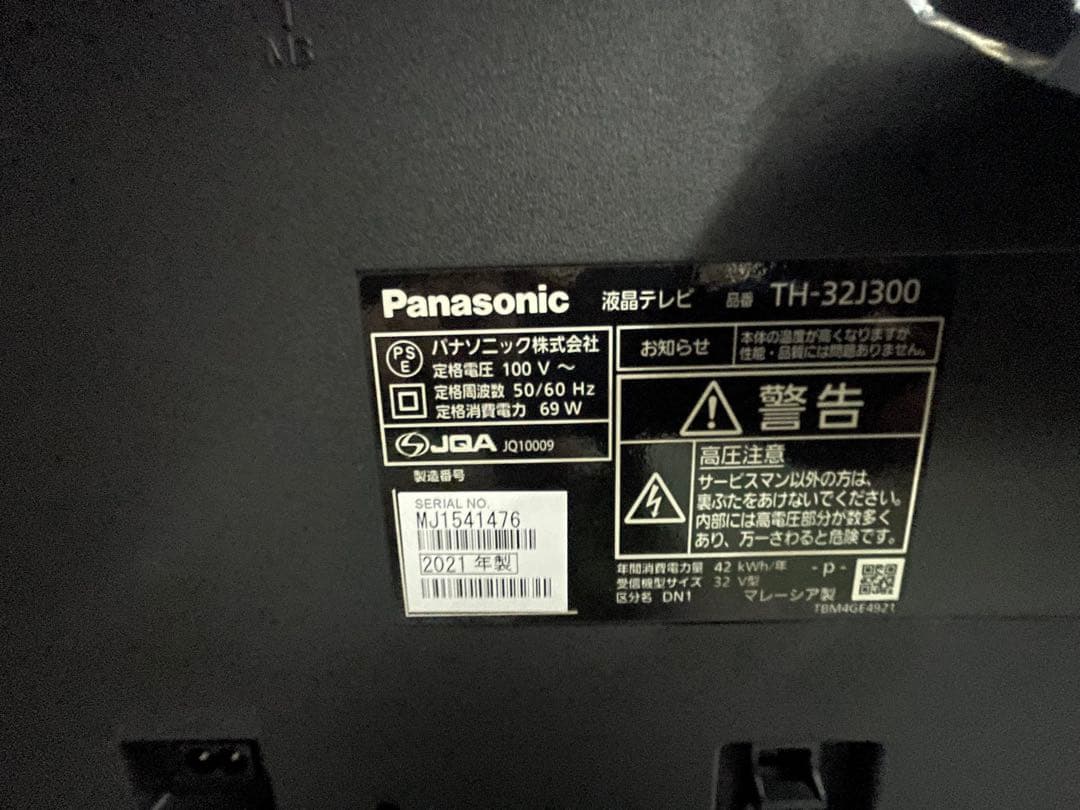 M3
Panasonic 液晶テレビ 品番 TH-32J300
PS
E
パナソニック株式会社
定格電圧 100 V ～
定格周波数 50/60 Hz
定格消費電力 69 W
JQA JQ10009
お知らせ
本体の温度が高くなりますが
性能・品質には問題ありません。
警告
高圧注意
サービスマン以外の方は、
裏ぶたをあけないでください。
内部には高電圧部分が数多く
あり、万一さわると危険です。
製造番号
SERIAL NO.
MJ1541476
2021 年製
年間消費電力量 42 kWh/年 -p-
受信機型サイズ 32 V型
区分名 DN1 マレーシア製
TBM4GE4921